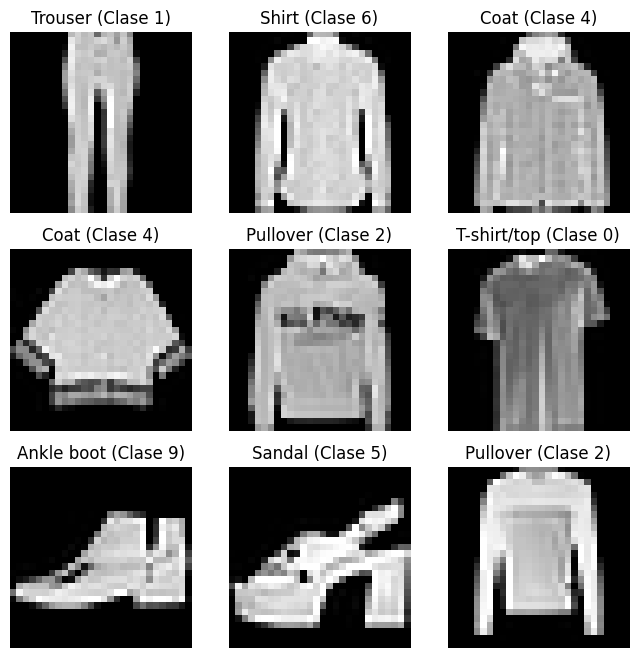 Trouser (Clase 1)
Shirt (Clase 6)
Coat (Clase 4)
Coat (Clase 4)
Pullover (Clase 2)
T-shirt/top (Clase 0)
Ankle boot (Clase 9)
Sandal (Clase 5)
Pullover (Clase 2)